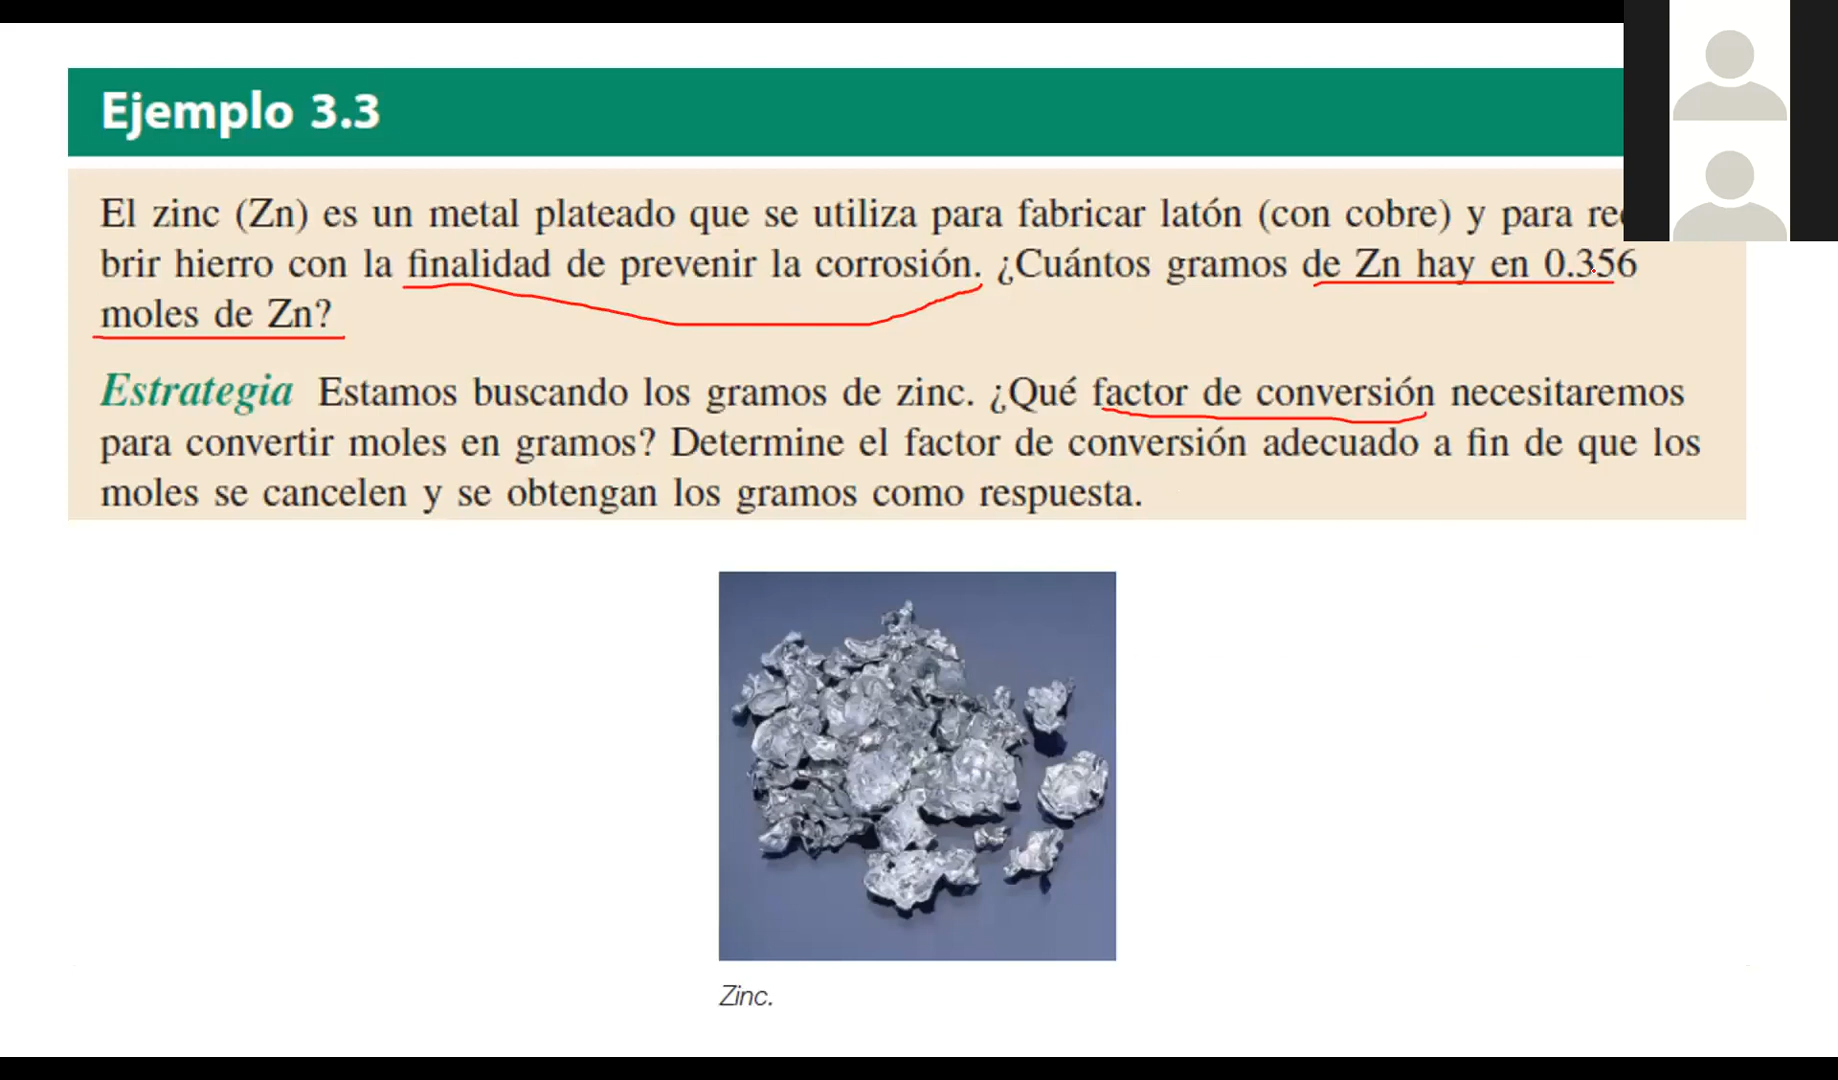 Ejemplo 3.3
El zinc (Zn) es un metal plateado que se utiliza para fabricar latón (con cobre) y para
brir hierro con la finalidad de prevenir la corrosión. ¿Cuántos gramos de Zn hay en 0.356
moles de Zn?
Estrategia Estamos buscando los gramos de zinc. ¿Qué factor de conversión necesitaremos
para convertir moles en gramos? Determine el factor de conversión adecuado a fin de que los
moles se cancelen y se obtengan los gramos como respuesta.
Zinc.